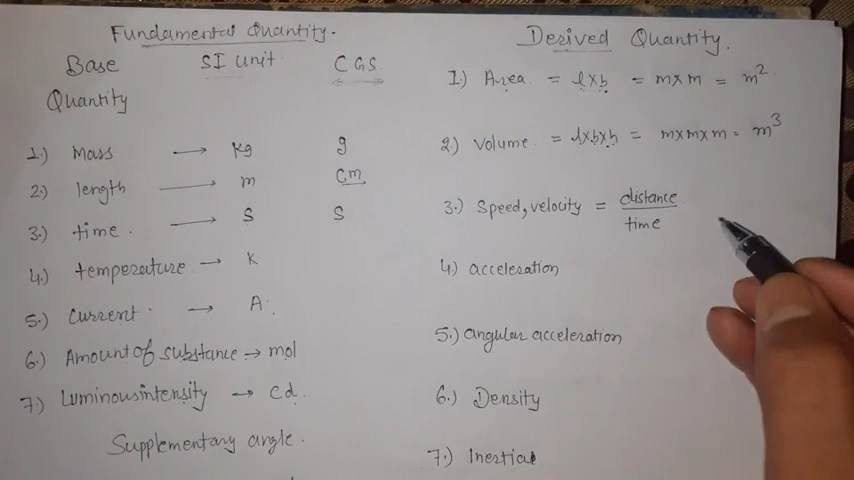 Fundamental Quantity.
Base Quantity SI Unit CGS
1.) Mass → Kg g
2.) length → m cm
3.) time. → S S
4.) temperature → K
5.) Current. → A.
6.) Amount of substance → mol
7.) Luminous intensity → Cd.
Supplementary angle.
Derived Quantity.
1.) Area. = l×b = m×m = m²
2.) Volume = l×b×h = m×m×m = m³
3.) Speed, velocity = distance / time
4.) acceleration
5.) angular acceleration
6.) Density
7.) Inertia